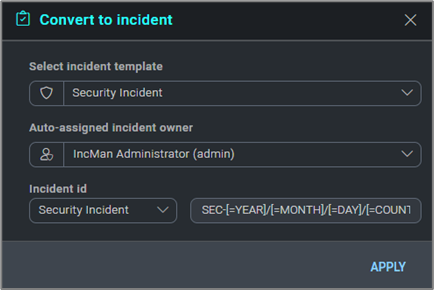 Convert to incident
Select incident template
Security Incident
Auto-assigned incident owner
IncMan Administrator (admin)
Incident id
Security Incident SEC-[=YEAR]/[=MONTH]/[=DAY]/[=COUNT
APPLY